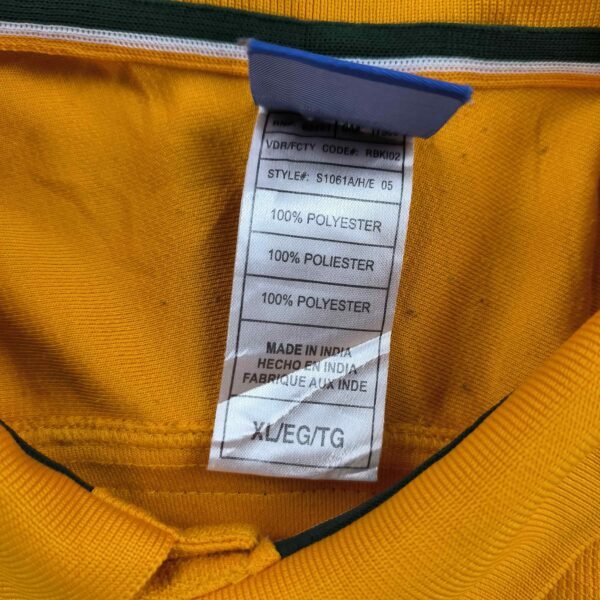 VDR/FCTY CODE#: RBKI02
STYLE#: S1061A/H/E 05
100% POLYESTER
100% POLIESTER
100% POLYESTER
MADE IN INDIA
HECHO EN INDIA
FABRIQUE AUX INDE
XL/EG/TG